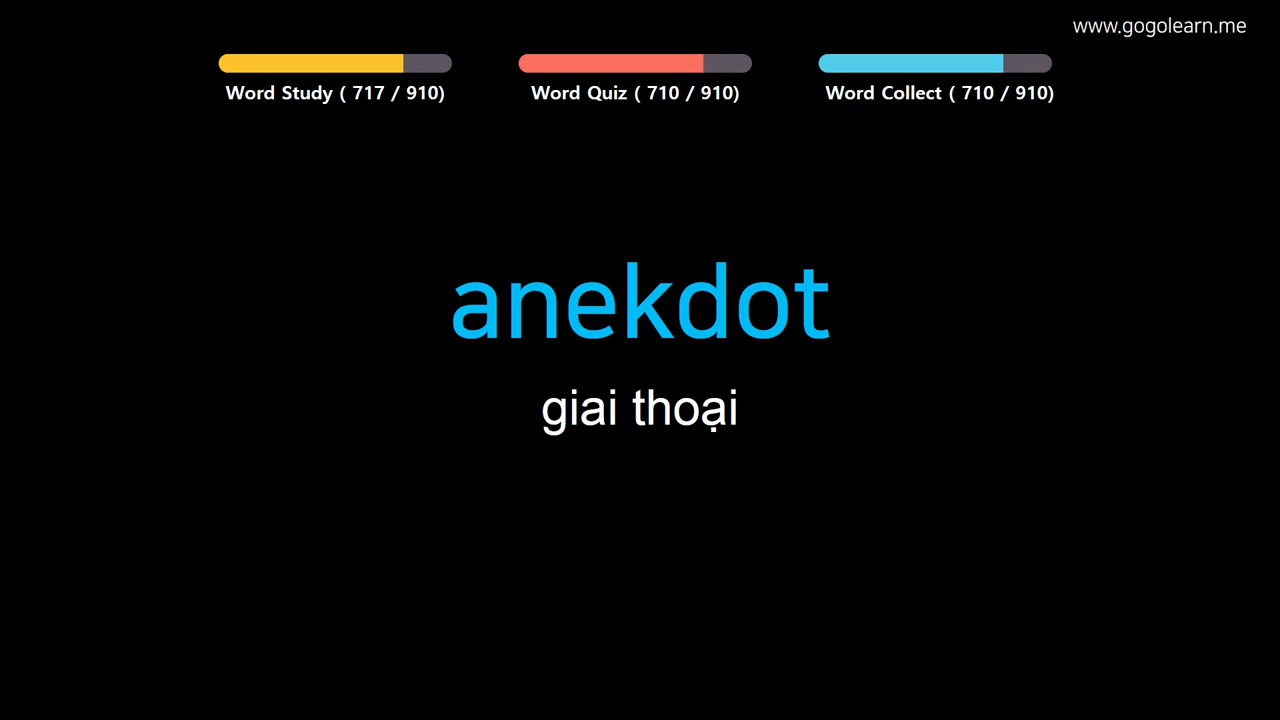 www.gogolearn.me
Word Study ( 717 / 910)
Word Quiz ( 710 / 910)
Word Collect ( 710 / 910)
anekdot
giai thoại